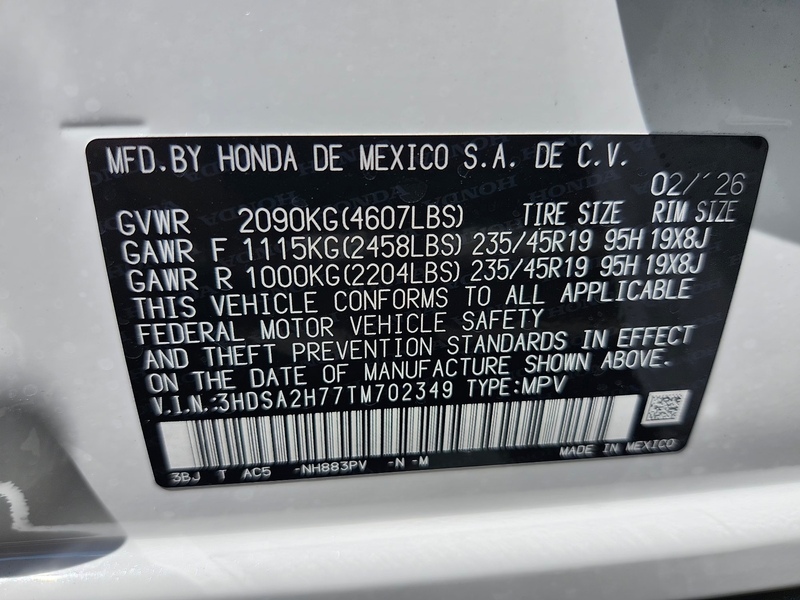 MFD.BY HONDA DE MEXICO S.A. DE C.V.
02/'26
GVWR 2090KG(4607LBS) TIRE SIZE RIM SIZE
GAWR F 1115KG(2458LBS) 235/45R19 95H 19X8J
GAWR R 1000KG(2204LBS) 235/45R19 95H 19X8J
THIS VEHICLE CONFORMS TO ALL APPLICABLE
FEDERAL MOTOR VEHICLE SAFETY
AND THEFT PREVENTION STANDARDS IN EFFECT
ON THE DATE OF MANUFACTURE SHOWN ABOVE.
V.I.N.:3HDSA2H77TM702349 TYPE:MPV
MADE IN MEXICO
3BJ T AC5 -NH883PV -N -M